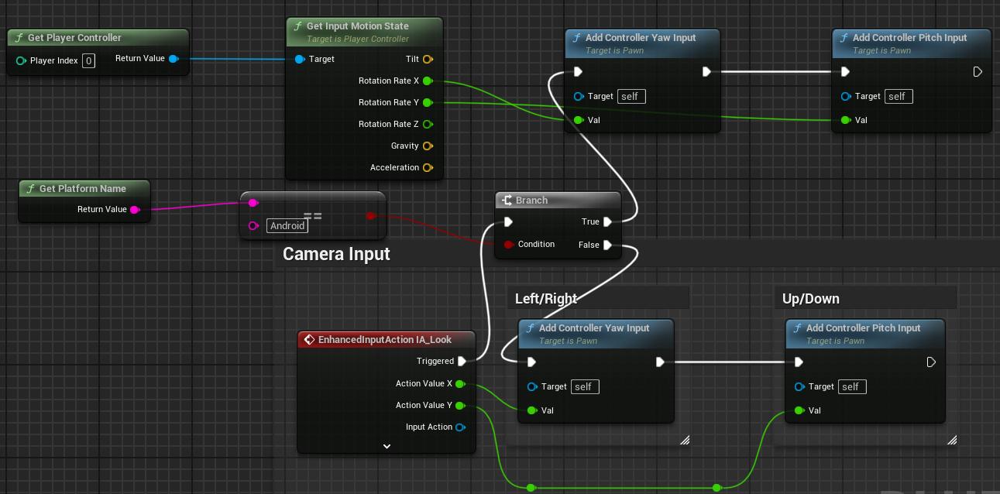 Get Player Controller
Player Index 0
Return Value
Get Input Motion State
Target is Player Controller
Target
Tilt
Rotation Rate X
Rotation Rate Y
Rotation Rate Z
Gravity
Acceleration
Add Controller Yaw Input
Target is Pawn
Target self
Val
Add Controller Pitch Input
Target is Pawn
Target self
Val
Get Platform Name
Return Value
==
Android
Branch
True
Condition
False
Camera Input
Left/Right
Up/Down
EnhancedInputAction IA_Look
Triggered
Action Value X
Action Value Y
Input Action
Add Controller Yaw Input
Target is Pawn
Target self
Val
Add Controller Pitch Input
Target is Pawn
Target self
Val